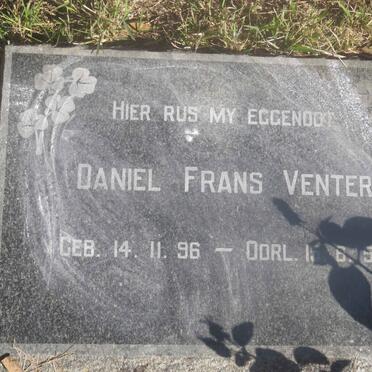 HIER RUS MY EGGENOOT
DANIEL FRANS VENTER
GEB. 14. 11. 96 — OORL.